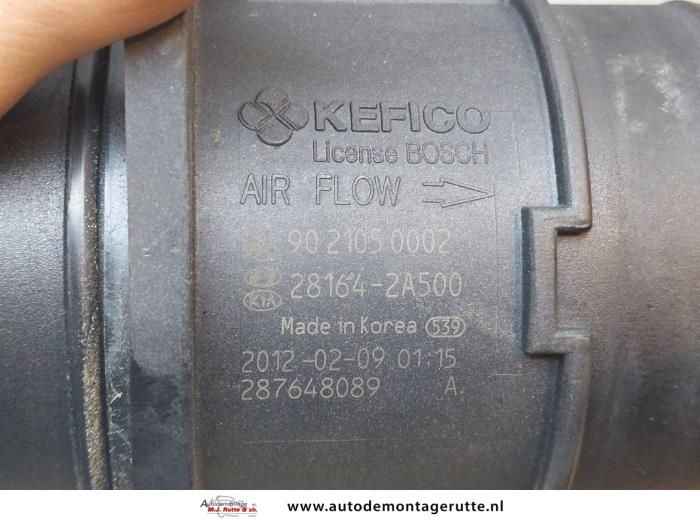 KEFICO
License BOSCH
AIR FLOW
90 2105 0002
28164-2A500
KIA
Made in Korea 539
2012-02-09 01:15
287648089 A.
Autodemontage
M.J. Rutte & zn.
www.autodemontagerutte.nl